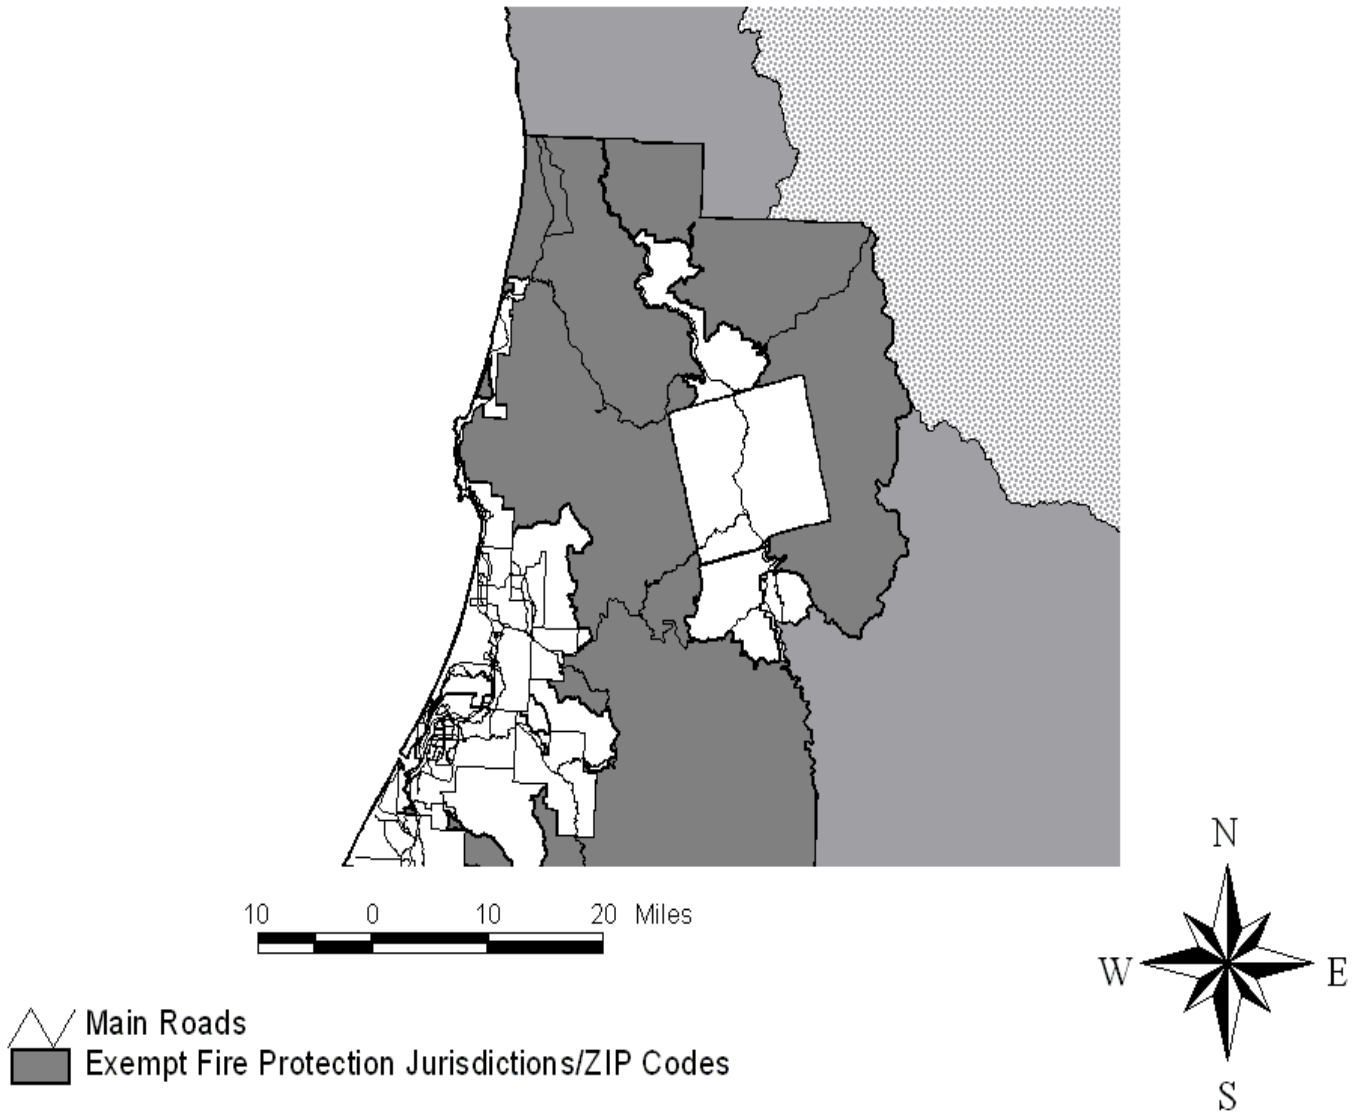 10 0 10 20 Miles
N
W E
S
Main Roads
Exempt Fire Protection Jurisdictions/ZIP Codes